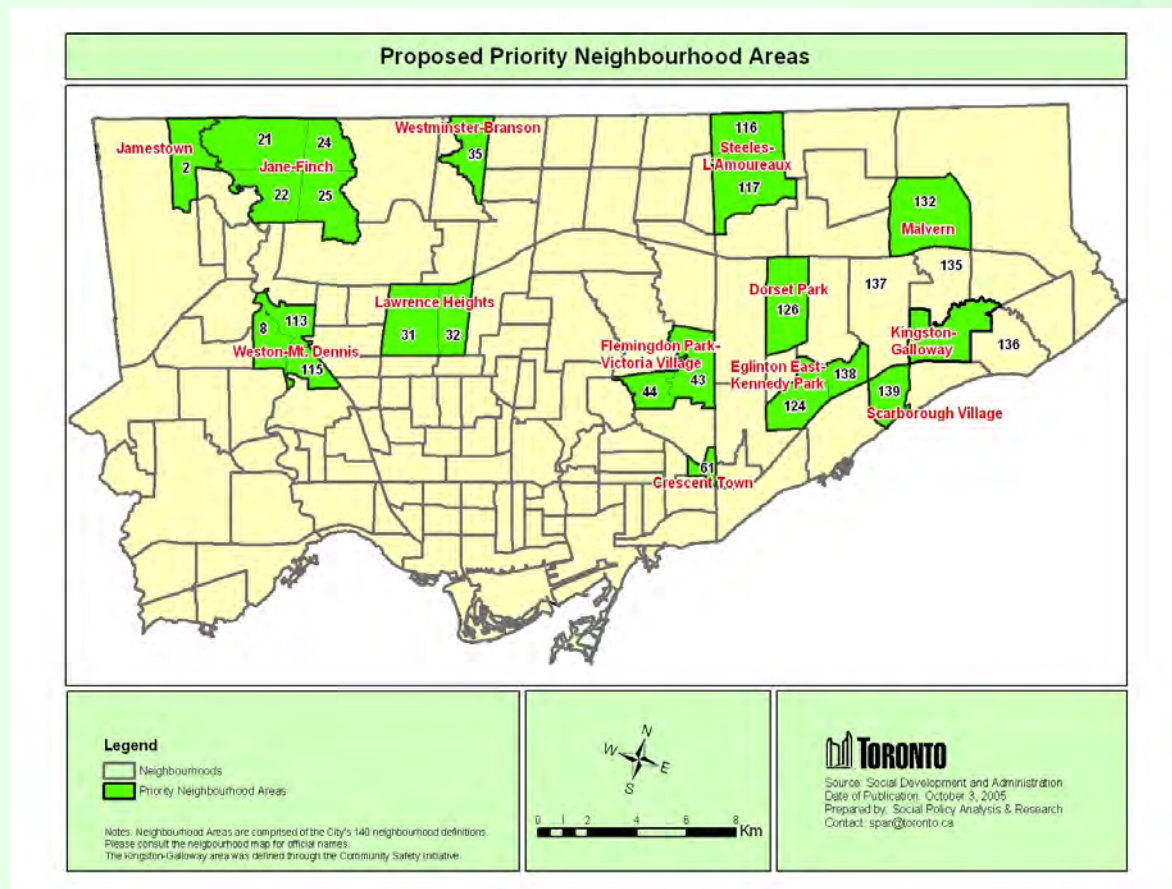 Proposed Priority Neighbourhood Areas
Westminster-Branson
21
24
116
Jamestown
35
Steeles-
2
Jane-Finch
L'Amoureaux
22
25
117
132
Malvern
135
137
Dorset Park
Lawrence Heights
126
8
113
31
32
Kingston-
Galloway
136
Weston-Mt. Dennis
Flemingdon Park-
Victoria Village
115
Eglinton East-
Kennedy Park
138
43
44
139
124
Scarborough Village
61
Crescent Town
Legend
Neighbourhoods
Priority Neighbourhood Areas
Notes: Neighbourhood Areas are comprised of the City's 140 neighbourhood definitions.
Please consult the neigbourhood map for official names.
The Kingston-Galloway area was defined through the Community Safety Initiative.
N
W
E
S
0 1 2 4 6 8 Km
TORONTO
Source: Social Development and Administration
Date of Publication: October 3, 2005
Prepared by: Social Policy Analysis & Research
Contact: spar@toronto.ca